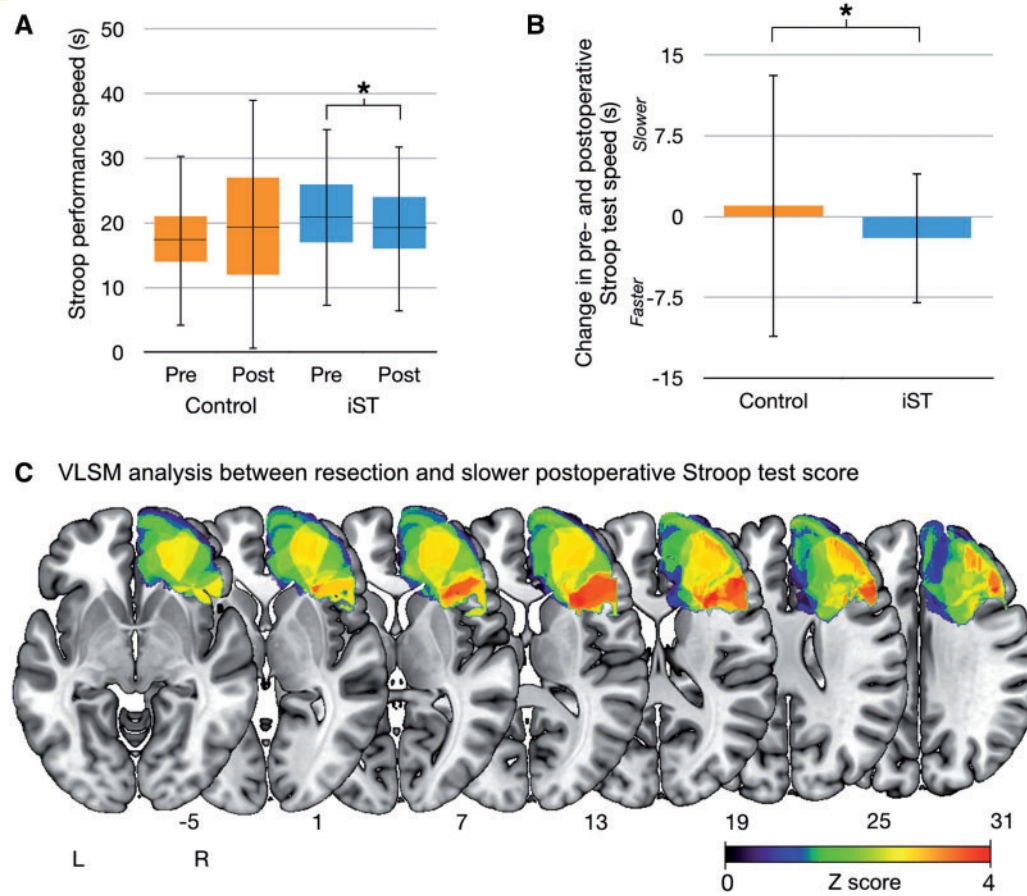 A
Stroop performance speed (s)
50
40
30
20
10
0
*
Pre
Post
Pre
Post
Control
iST
B
Change in pre- and postoperative
Stroop test speed (s)
Slower
Faster
15
7.5
0
-7.5
-15
*
Control
iST
C VLSM analysis between resection and slower postoperative Stroop test score
-5 1 7 13 19 25 31
L R
0 Z score 4